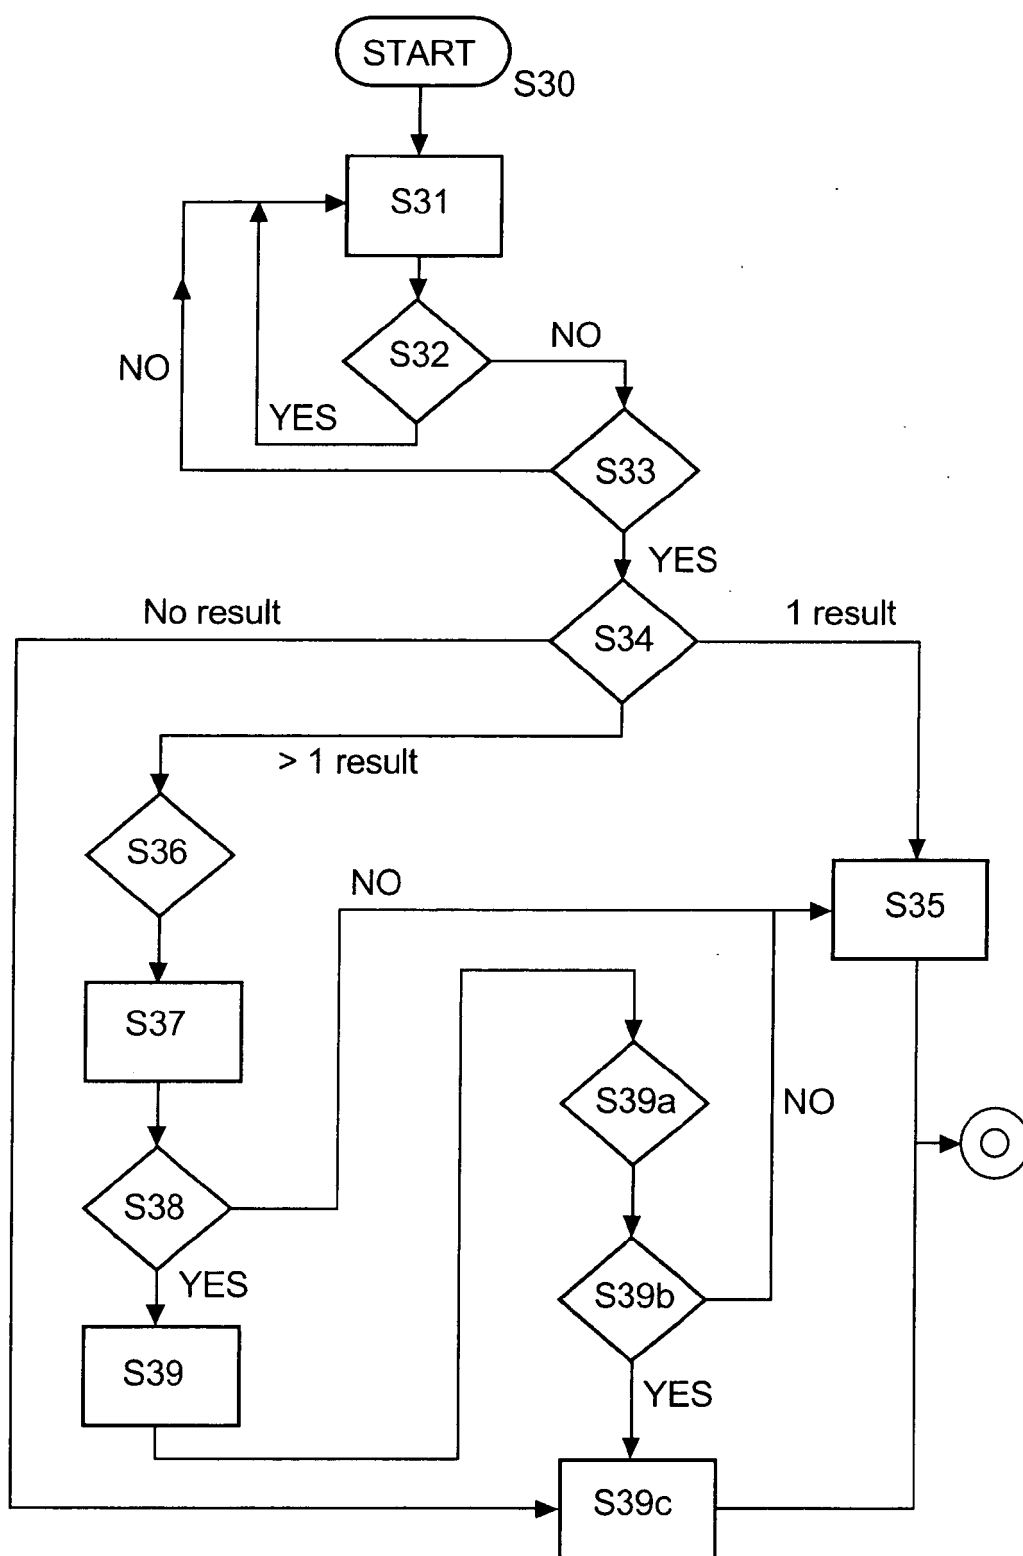 START
S30
S31
S32
NO
NO
YES
S33
YES
No result
S34
1 result
> 1 result
S36
NO
S35
S37
S39a
NO
S38
YES
S39b
S39
YES
S39c